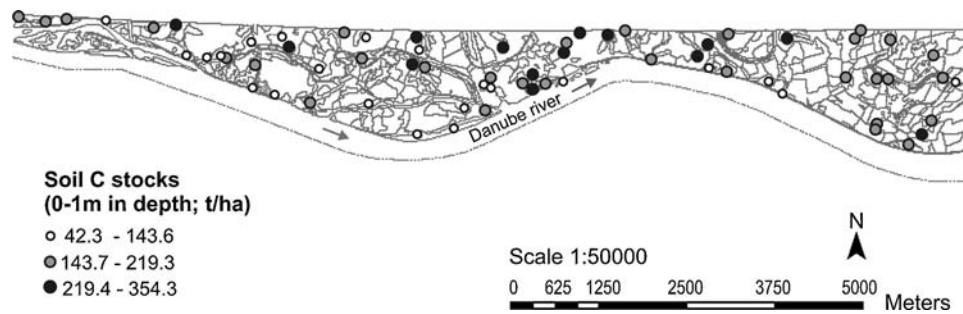 Danube river
Soil C stocks
(0-1m in depth; t/ha)
42.3 - 143.6
143.7 - 219.3
219.4 - 354.3
N
Scale 1:50000
0 625 1250 2500 3750 5000
Meters